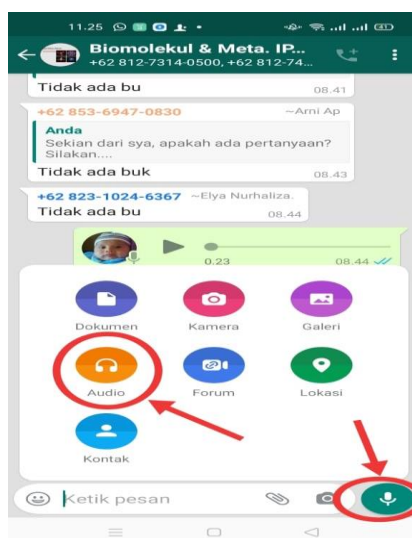 11.25
Biomolekul & Meta. IP...
+62 812-7314-0500, +62 812-74...
Tidak ada bu
08.41
+62 853-6947-0830 ~Arni Ap
Anda
Sekian dari sya, apakah ada pertanyaan?
Silakan....
Tidak ada buk
08.43
+62 823-1024-6367 ~Elya Nurhaliza.
Tidak ada bu
08.44
0.23 08.44
Dokumen Kamera Galeri
Audio Forum Lokasi
Kontak
Ketik pesan